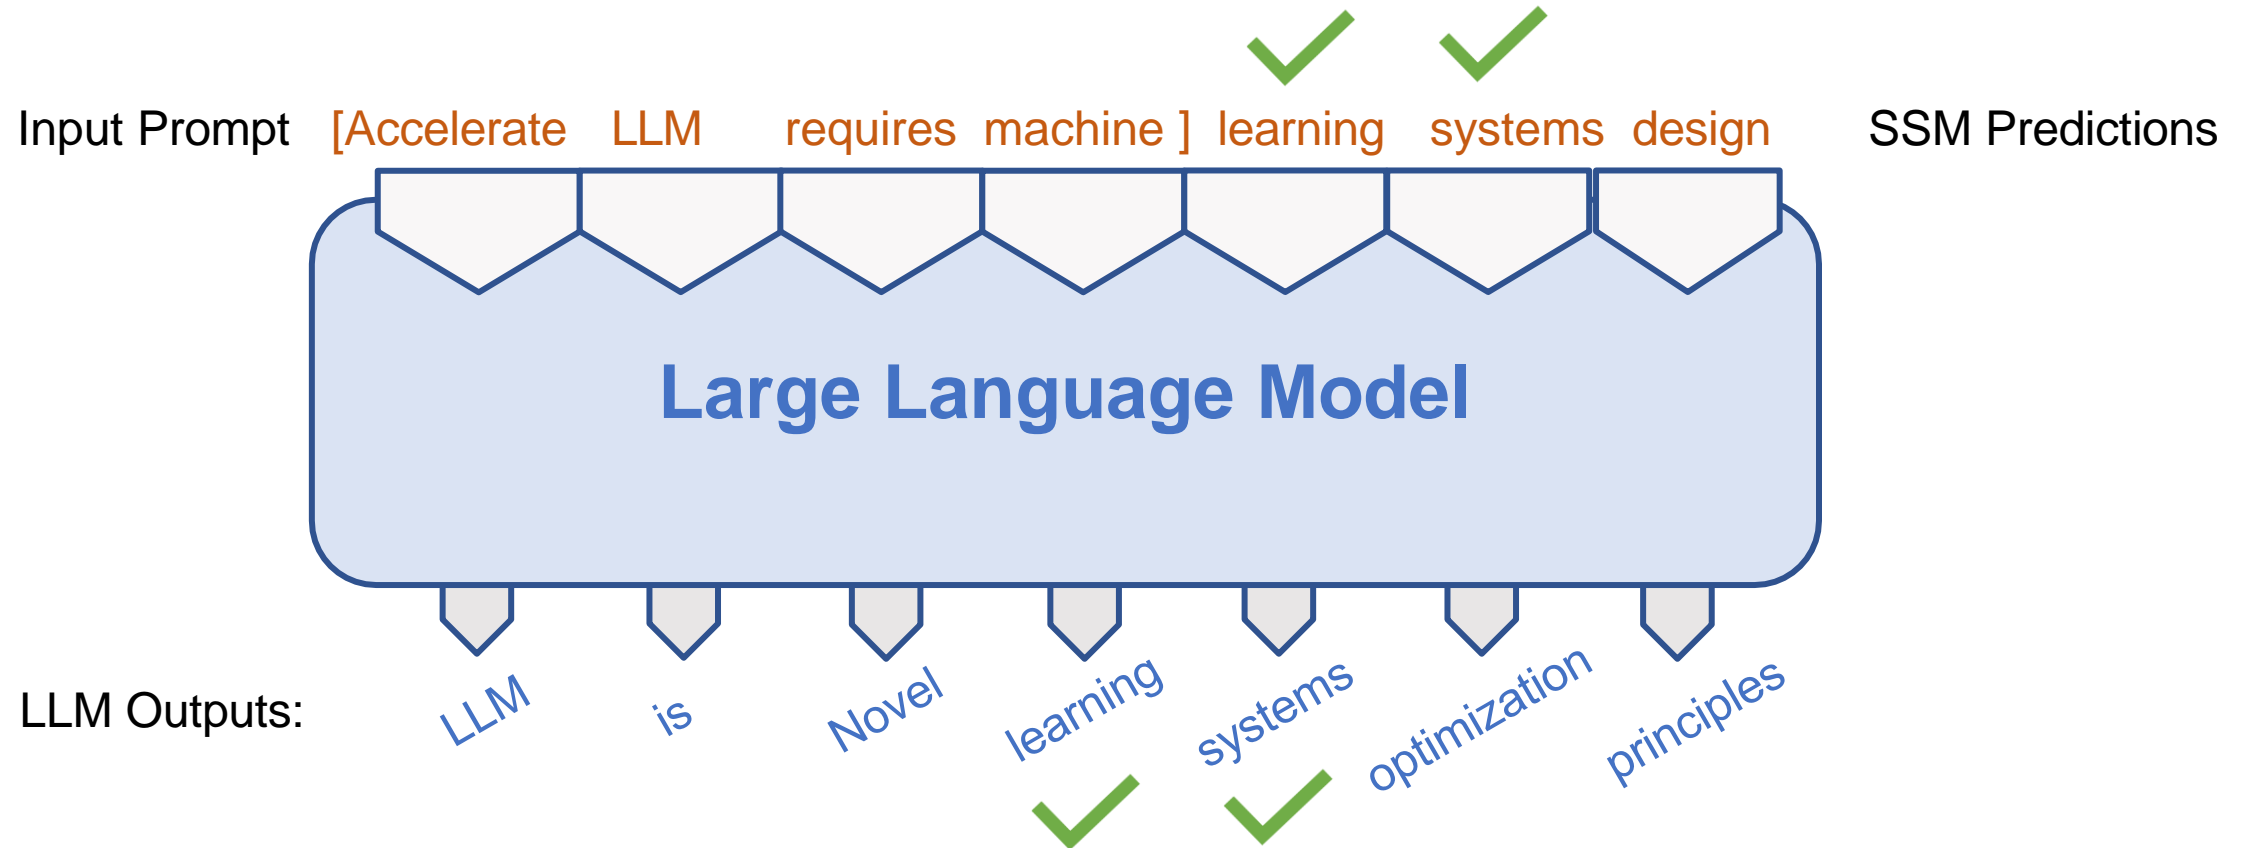 Input Prompt [Accelerate LLM requires machine ] learning systems design SSM Predictions
Large Language Model
LLM Outputs: LLM is Novel learning systems optimization principles